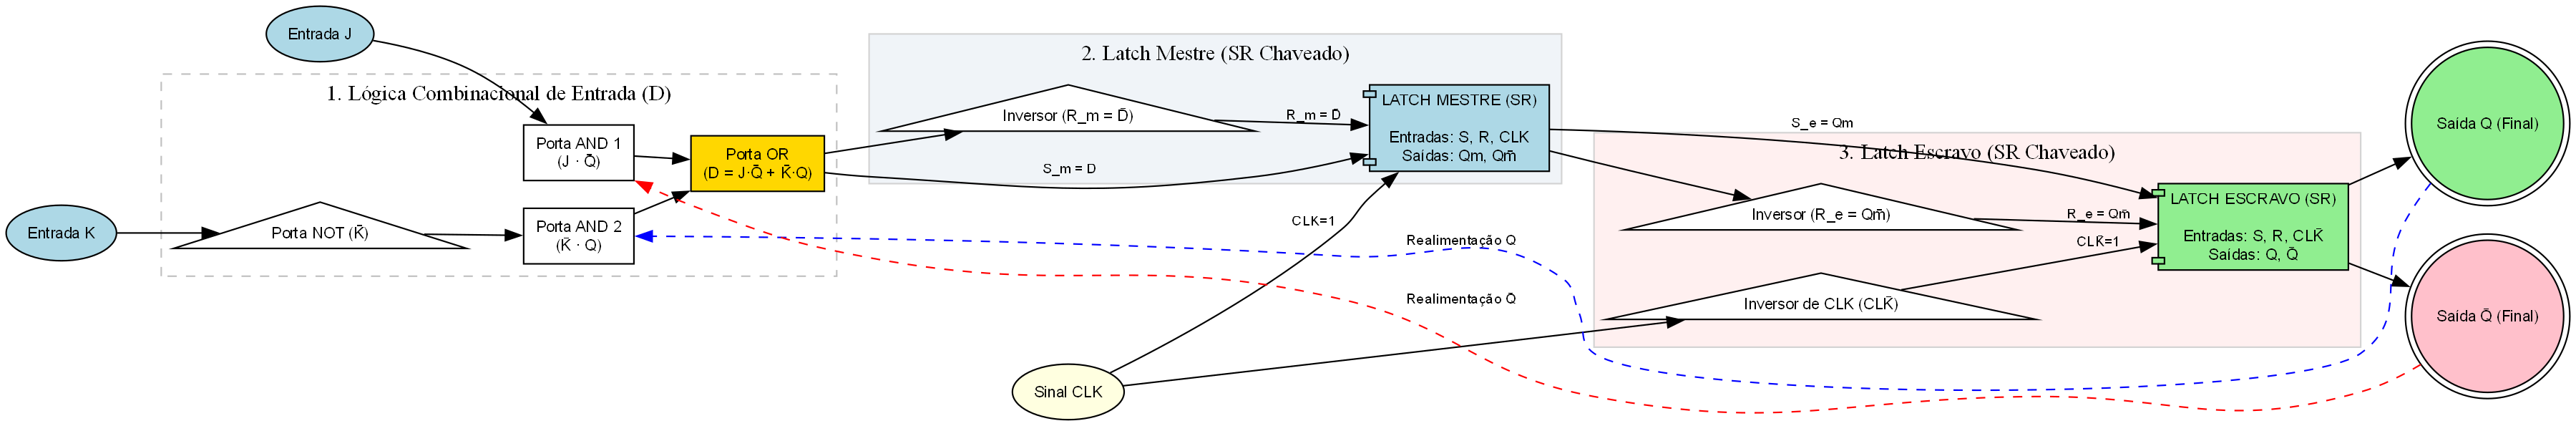 Entrada J
1. Lógica Combinacional de Entrada (D)
Porta AND 1
(J · Q̄)
Porta OR
(D = J·Q̄ + K̄·Q)
Entrada K
Porta NOT (K̄)
Porta AND 2
(K̄ · Q)
2. Latch Mestre (SR Chaveado)
Inversor (R_m = D̄)
R_m = D̄
S_m = D
LATCH MESTRE (SR)
Entradas: S, R, CLK
Saídas: Qm, Qm̄
CLK=1
Realimentação Q
Realimentação Q̄
Sinal CLK
S_e = Qm
3. Latch Escravo (SR Chaveado)
Inversor (R_e = Qm̄)
R_e = Qm̄
CLK̄=1
Inversor de CLK (CLK̄)
LATCH ESCRAVO (SR)
Entradas: S, R, CLK̄
Saídas: Q, Q̄
Saída Q (Final)
Saída Q̄ (Final)